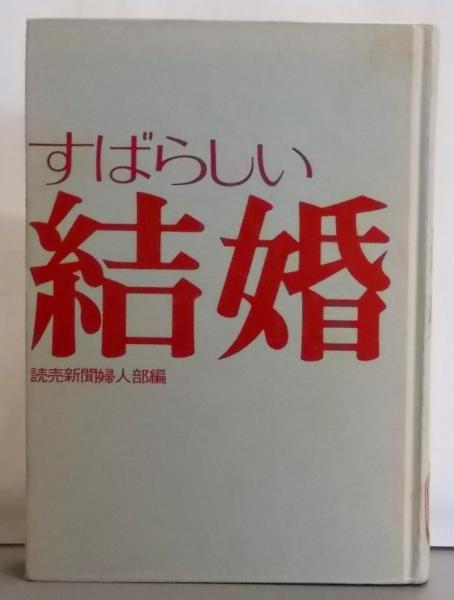 すばらしい
結婚
読売新聞婦人部編